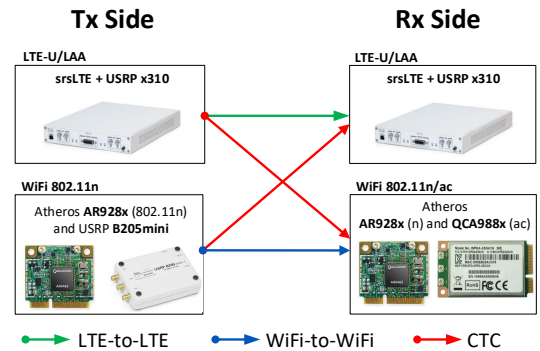 Tx Side
Rx Side
LTE-U/LAA
LTE-U/LAA
srsLTE + USRP x310
srsLTE + USRP x310
WiFi 802.11n
WiFi 802.11n/ac
Atheros AR928x (802.11n)
and USRP B205mini
Atheros
AR928x (n) and QCA988x (ac)
LTE-to-LTE
WiFi-to-WiFi
CTC